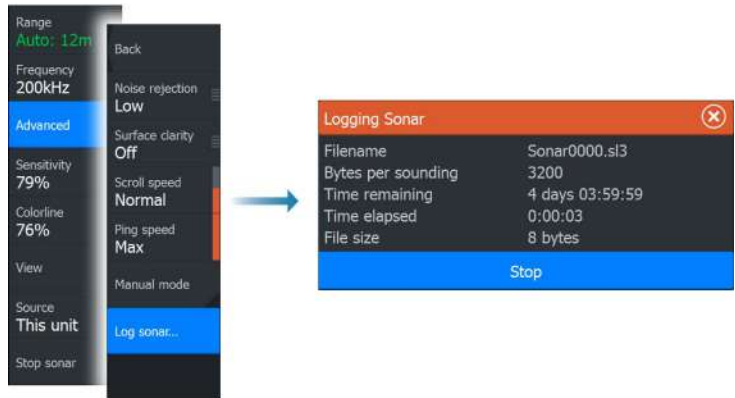 Range
Auto: 12m
Frequency
200kHz
Advanced
Sensitivity
79%
Colorline
76%
View
Source
This unit
Stop sonar
Back
Noise rejection
Low
Surface clarity
Off
Scroll speed
Normal
Ping speed
Max
Manual mode
Log sonar...
Logging Sonar
Filename Sonar0000.sl3
Bytes per sounding 3200
Time remaining 4 days 03:59:59
Time elapsed 0:00:03
File size 8 bytes
Stop